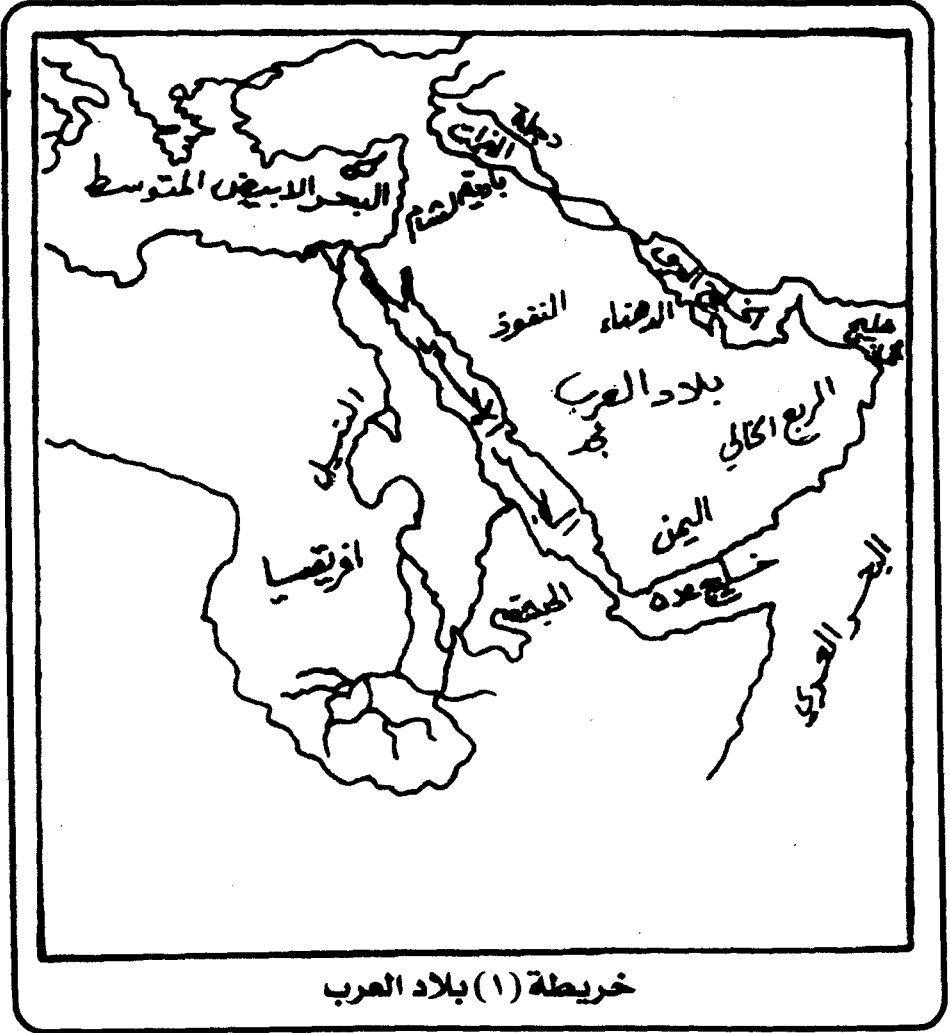 دجلة
الفرات
البحر الابيض المتوسط
بادية
الشام
النفود
الدهناء
خليج
بلاد العرب
نجد
الربع الخالي
النيل
اليمن
خليج عدن
افريقيا
الحبشة
البحر العربي
خريطة (١) بلاد العرب